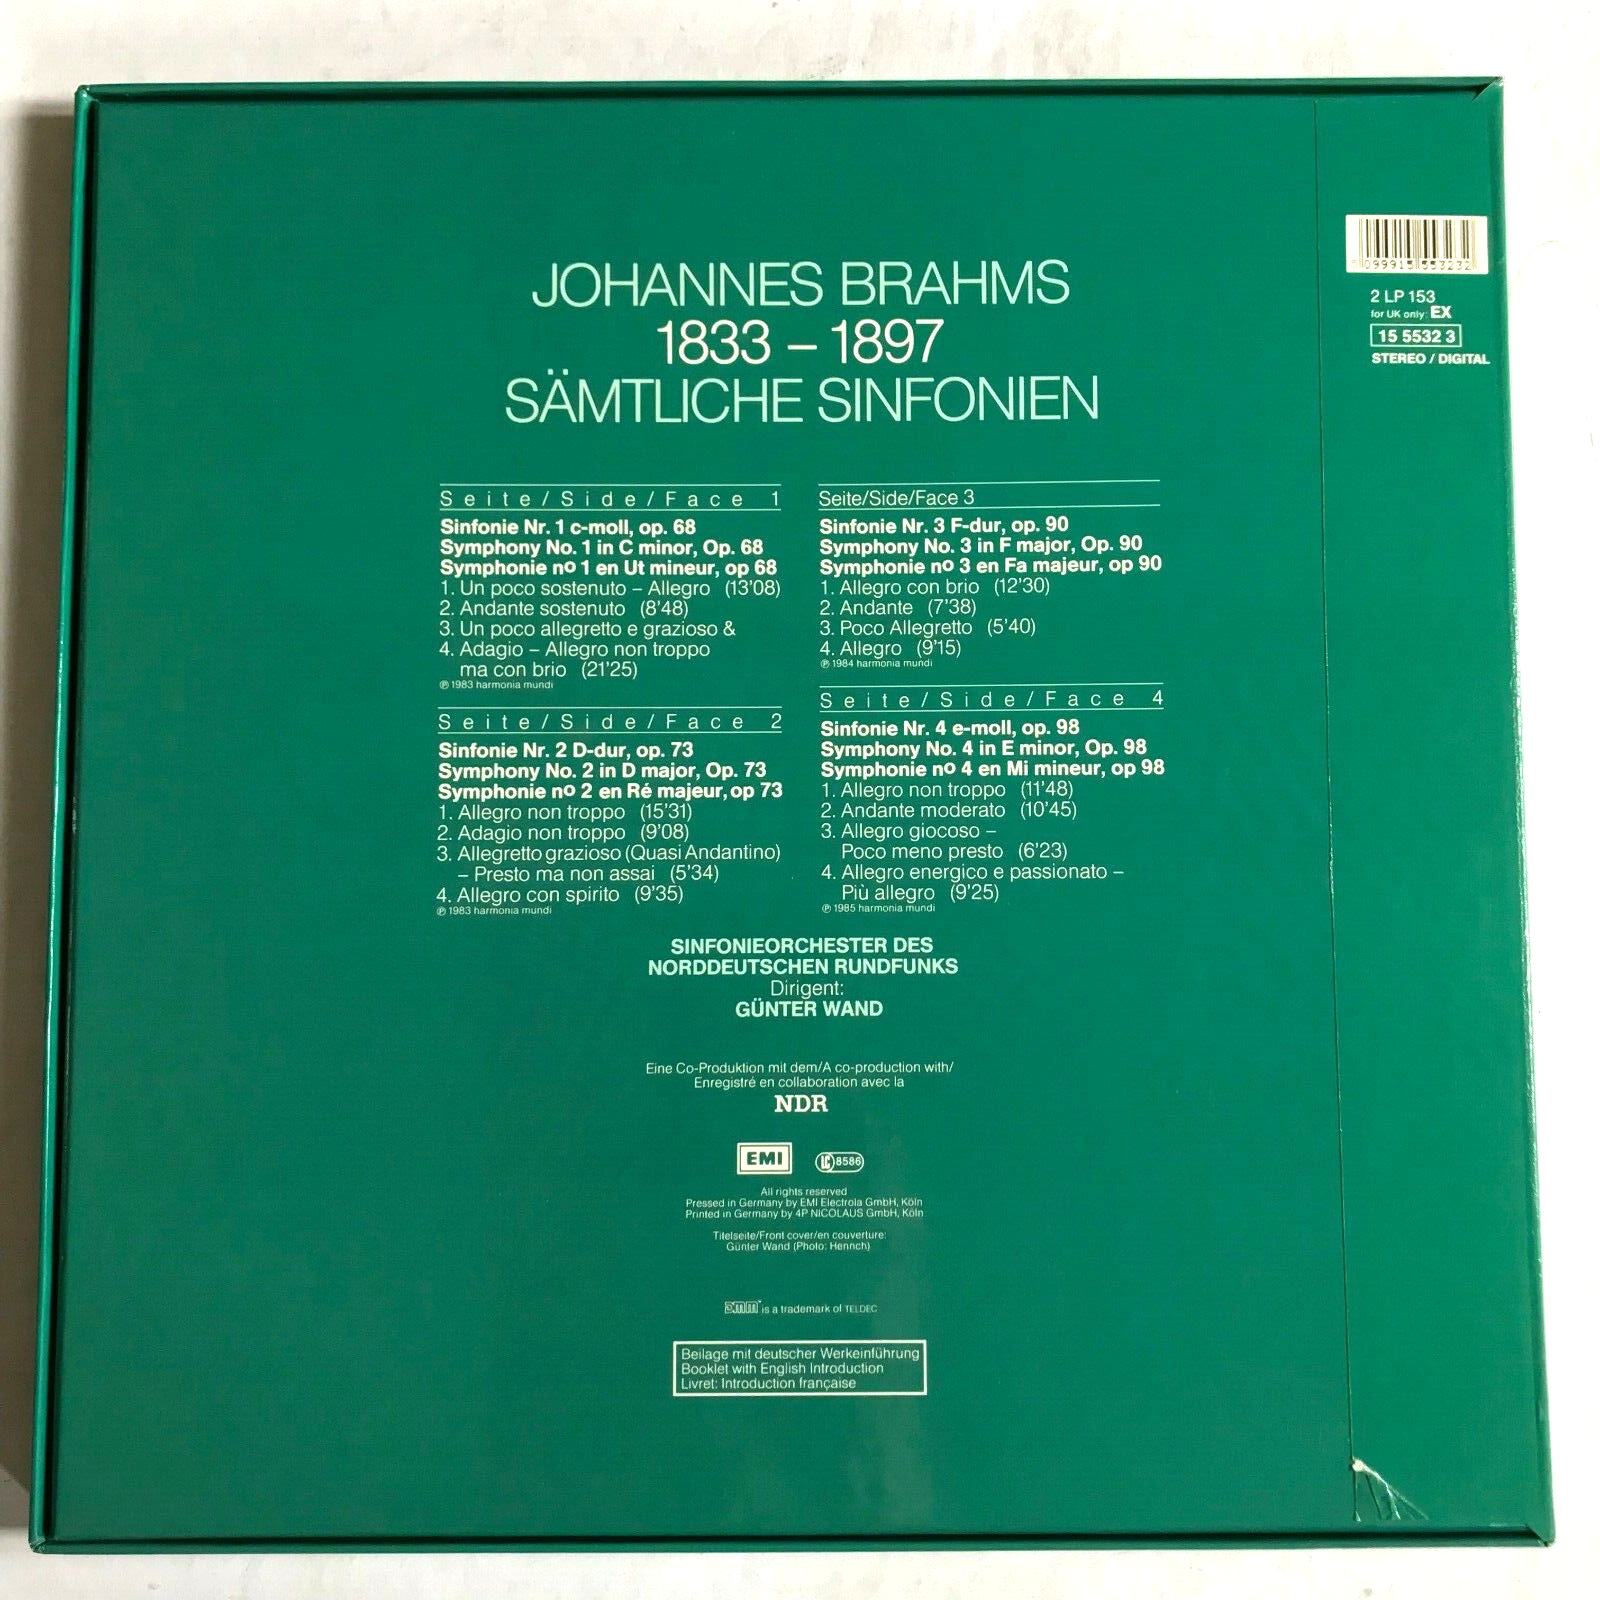 JOHANNES BRAHMS
1833 – 1897
SÄMTLICHE SINFONIEN
Seite/Side/Face 1
Sinfonie Nr. 1 c-moll, op. 68
Symphony No. 1 in C minor, Op. 68
Symphonie nº 1 en Ut mineur, op 68
1. Un poco sostenuto – Allegro (13'08)
2. Andante sostenuto (8'48)
3. Un poco allegretto e grazioso &
4. Adagio – Allegro non troppo
ma con brio (21'25)
℗ 1983 harmonia mundi
Seite/Side/Face 2
Sinfonie Nr. 2 D-dur, op. 73
Symphony No. 2 in D major, Op. 73
Symphonie nº 2 en Ré majeur, op 73
1. Allegro non troppo (15'31)
2. Adagio non troppo (9'08)
3. Allegretto grazioso (Quasi Andantino)
– Presto ma non assai (5'34)
4. Allegro con spirito (9'35)
℗ 1983 harmonia mundi
Seite/Side/Face 3
Sinfonie Nr. 3 F-dur, op. 90
Symphony No. 3 in F major, Op. 90
Symphonie nº 3 en Fa majeur, op 90
1. Allegro con brio (12'30)
2. Andante (7'38)
3. Poco Allegretto (5'40)
4. Allegro (9'15)
℗ 1984 harmonia mundi
Seite/Side/Face 4
Sinfonie Nr. 4 e-moll, op. 98
Symphony No. 4 in E minor, Op. 98
Symphonie nº 4 en Mi mineur, op 98
1. Allegro non troppo (11'48)
2. Andante moderato (10'45)
3. Allegro giocoso –
Poco meno presto (6'23)
4. Allegro energico e passionato –
Più allegro (9'25)
℗ 1985 harmonia mundi
SINFONIEORCHESTER DES
NORDDEUTSCHEN RUNDFUNKS
Dirigent:
GÜNTER WAND
Eine Co-Produktion mit dem/A co-production with/
Enregistré en collaboration avec la
NDR
EMI LC 8586
All rights reserved
Pressed in Germany by EMI Electrola GmbH, Köln
Printed in Germany by 4P NICOLAUS GmbH, Köln
Titelseite/Front cover/en couverture:
Günter Wand (Photo: Hennch)
DMM is a trademark of TELDEC
Beilage mit deutscher Werkeinführung
Booklet with English Introduction
Livret: Introduction française
099915 553232
2 LP 153
for UK only: EX
15 5532 3
STEREO / DIGITAL